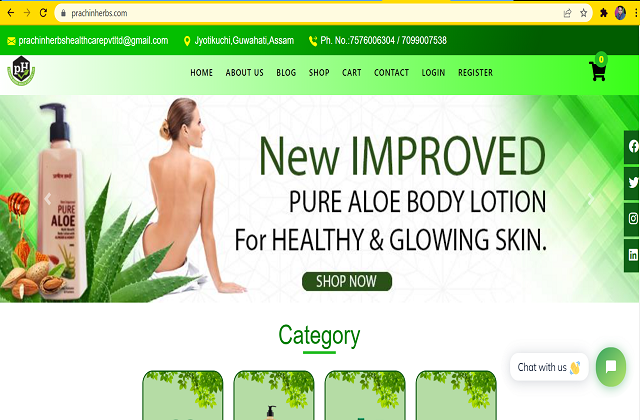 prachinherbs.com
prachinherbshealthcarepvtltd@gmail.com Jyotikuchi,Guwahati,Assam Ph. No.:7576006304 / 7099007538
pH
HOME ABOUT US BLOG SHOP CART CONTACT LOGIN REGISTER
0
New IMPROVED
PURE ALOE BODY LOTION
For HEALTHY & GLOWING SKIN.
SHOP NOW
PURE
ALOE
Category
Chat with us